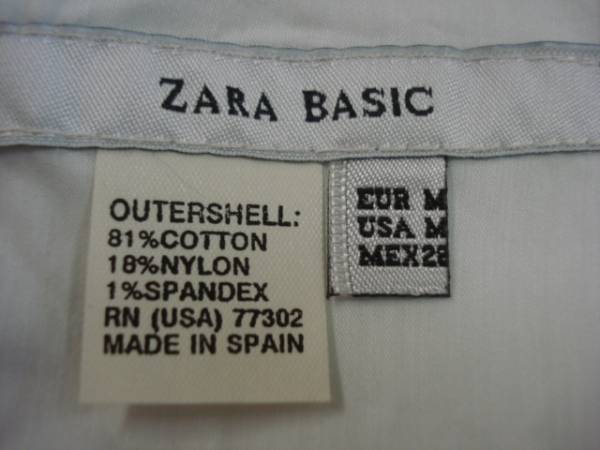 ZARA BASIC
OUTERSHELL:
81%COTTON
18%NYLON
1%SPANDEX
RN (USA) 77302
MADE IN SPAIN
EUR M
USA M
MEX28